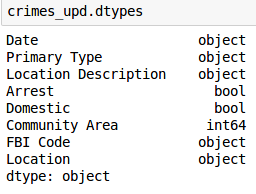 crimes_upd.dtypes
Date object
Primary Type object
Location Description object
Arrest bool
Domestic bool
Community Area int64
FBI Code object
Location object
dtype: object